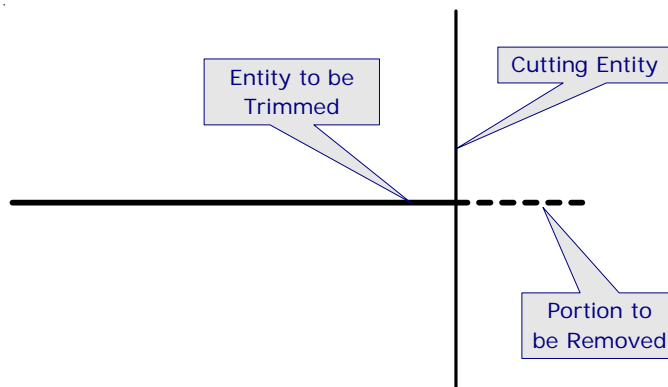 Entity to be
Trimmed
Cutting Entity
Portion to
be Removed